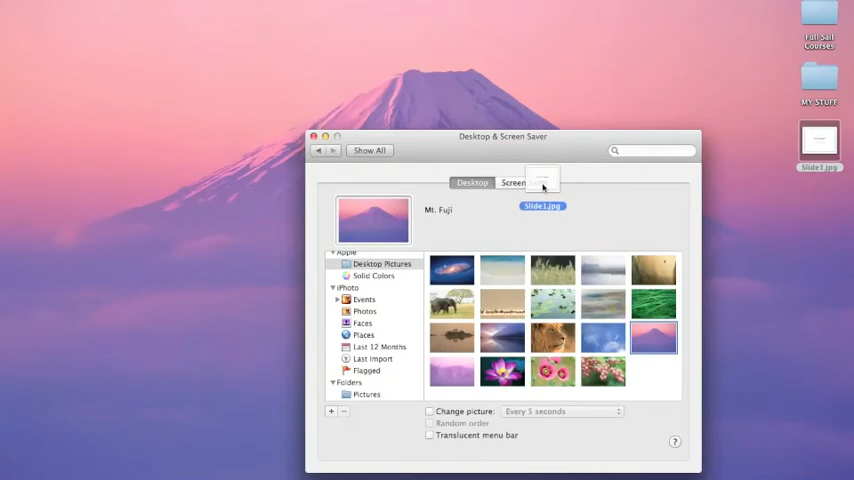 Full Sail
Courses
MY STUFF
Slide1.jpg
Desktop & Screen Saver
Show All
Desktop
Screen
Slide1.jpg
Mt. Fuji
Apple
Desktop Pictures
Solid Colors
iPhoto
Events
Photos
Faces
Places
Last 12 Months
Last Import
Flagged
Folders
Pictures
+
−
Change picture:
Every 5 seconds
Random order
Translucent menu bar
?